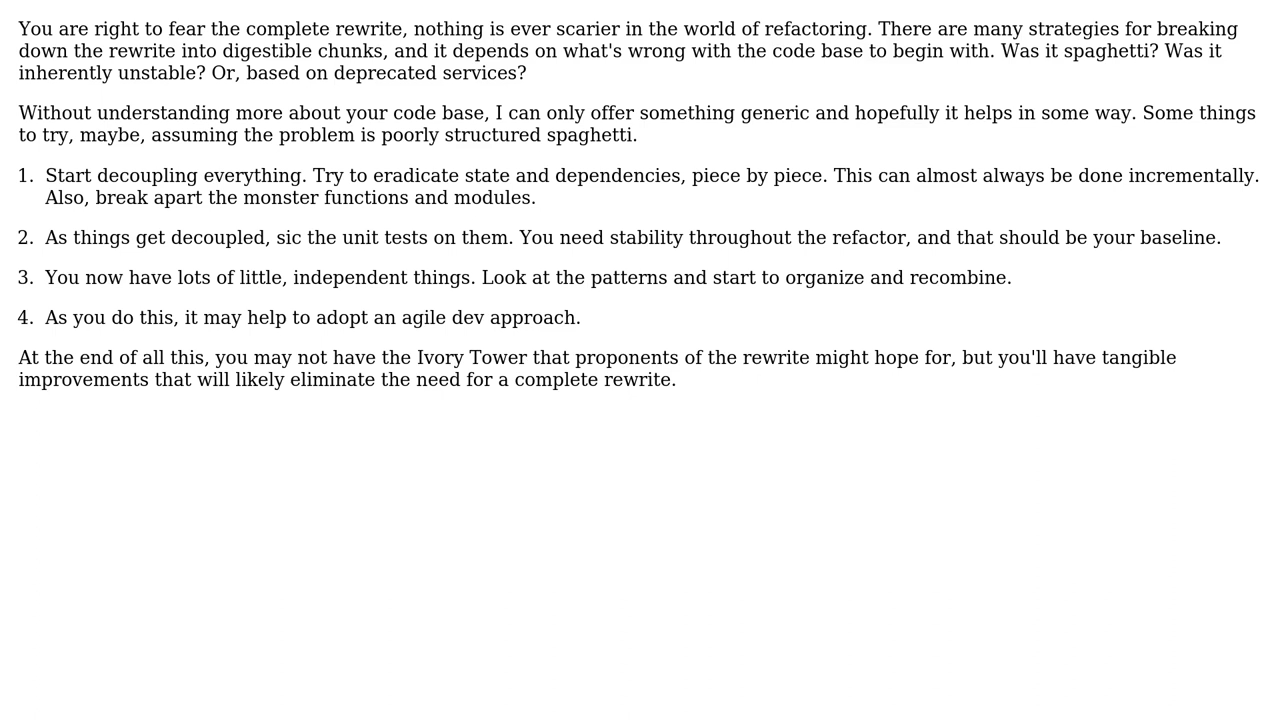 You are right to fear the complete rewrite, nothing is ever scarier in the world of refactoring. There are many strategies for breaking
down the rewrite into digestible chunks, and it depends on what's wrong with the code base to begin with. Was it spaghetti? Was it
inherently unstable? Or, based on deprecated services?
Without understanding more about your code base, I can only offer something generic and hopefully it helps in some way. Some things
to try, maybe, assuming the problem is poorly structured spaghetti.
1. Start decoupling everything. Try to eradicate state and dependencies, piece by piece. This can almost always be done incrementally.
Also, break apart the monster functions and modules.
2. As things get decoupled, sic the unit tests on them. You need stability throughout the refactor, and that should be your baseline.
3. You now have lots of little, independent things. Look at the patterns and start to organize and recombine.
4. As you do this, it may help to adopt an agile dev approach.
At the end of all this, you may not have the Ivory Tower that proponents of the rewrite might hope for, but you'll have tangible
improvements that will likely eliminate the need for a complete rewrite.